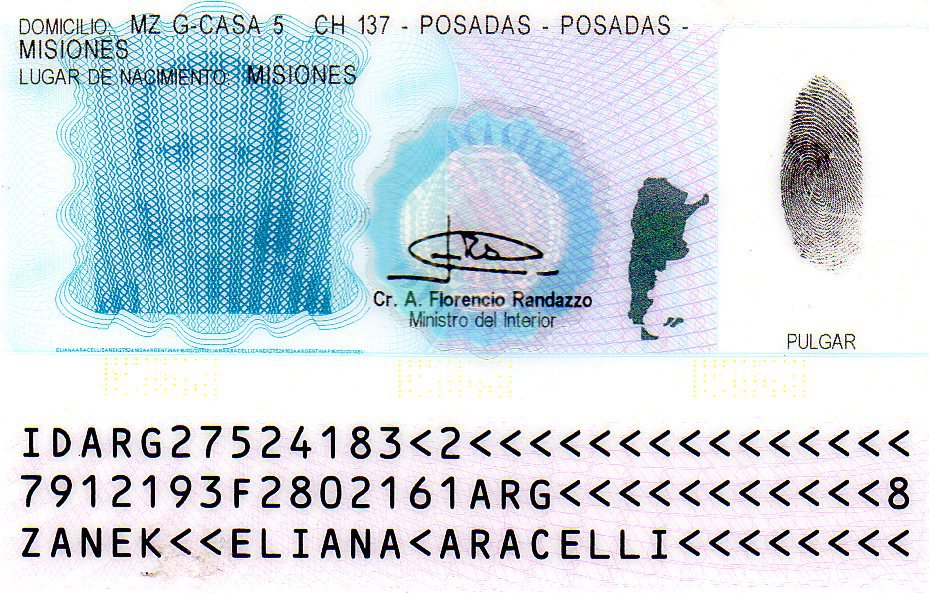 DOMICILIO: MZ G-CASA 5 CH 137 - POSADAS - POSADAS -
MISIONES
LUGAR DE NACIMIENTO: MISIONES
Cr. A. Florencio Randazzo
Ministro del Interior
PULGAR
IDARG27524183<2<<<<<<<<<<<<<<<
7912193F2802161ARG<<<<<<<<<<<8
ZANEK<<ELIANA<ARACELLI<<<<<<<<